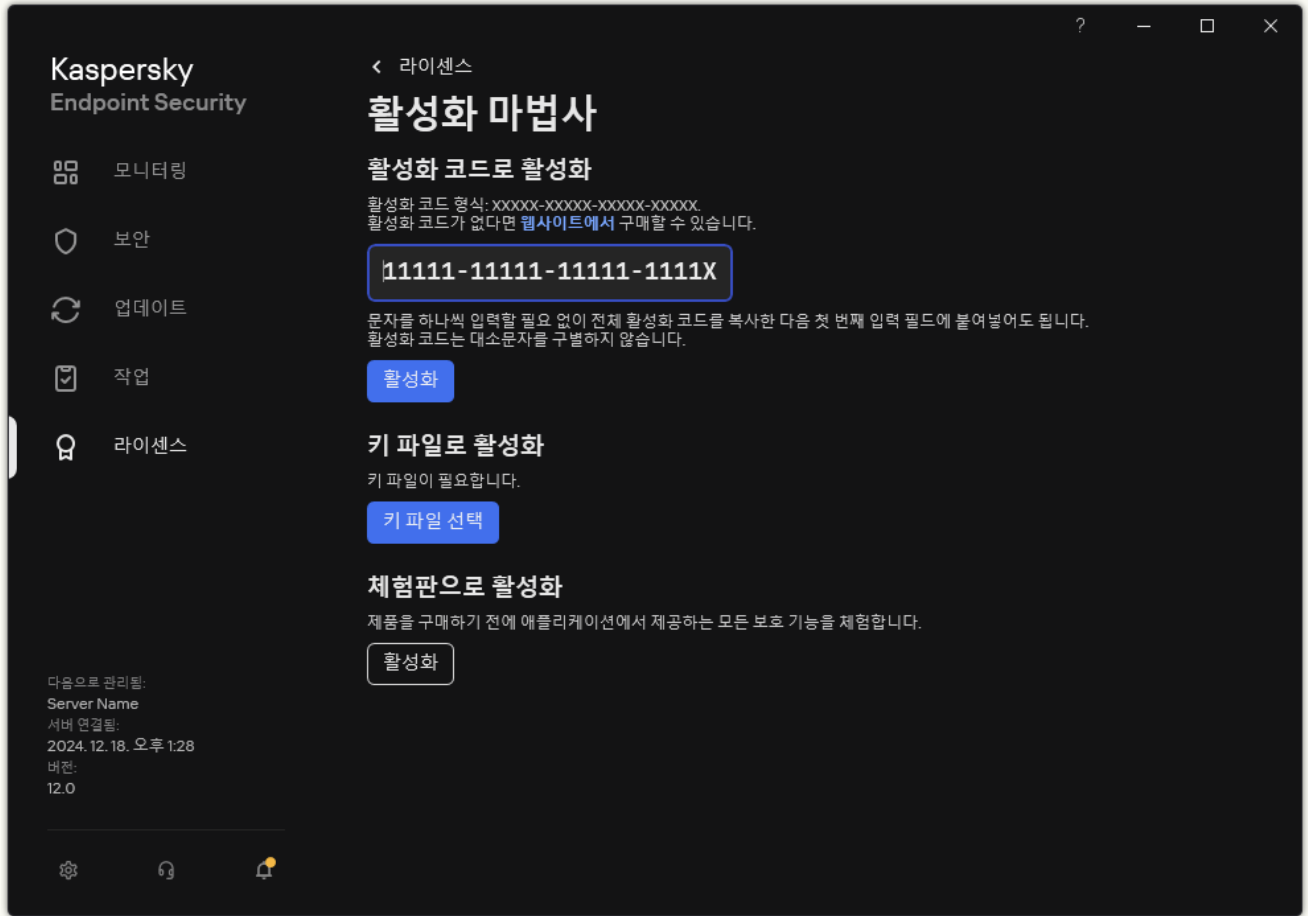 Kaspersky
Endpoint Security
모니터링
보안
업데이트
작업
라이센스
다음으로 관리됨:
Server Name
서버 연결됨:
2024. 12. 18. 오후 1:28
버전:
12.0
라이센스
활성화 마법사
활성화 코드로 활성화
활성화 코드 형식: XXXXX-XXXXX-XXXXX-XXXXX.
활성화 코드가 없다면 웹사이트에서 구매할 수 있습니다.
11111-11111-11111-1111X
문자를 하나씩 입력할 필요 없이 전체 활성화 코드를 복사한 다음 첫 번째 입력 필드에 붙여넣어도 됩니다.
활성화 코드는 대소문자를 구별하지 않습니다.
활성화
키 파일로 활성화
키 파일이 필요합니다.
키 파일 선택
체험판으로 활성화
제품을 구매하기 전에 애플리케이션에서 제공하는 모든 보호 기능을 체험합니다.
활성화